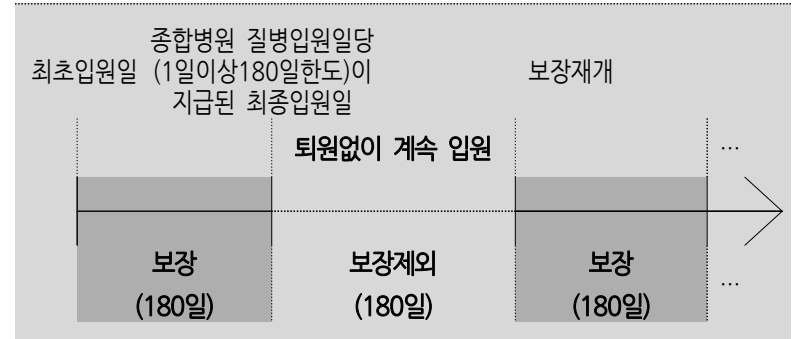 종합병원 질병입원일당
최초입원일 (1일이상180일한도)이 보장재개
지급된 최종입원일
퇴원없이 계속 입원 …
보장 보장제외 보장 …
(180일) (180일) (180일)